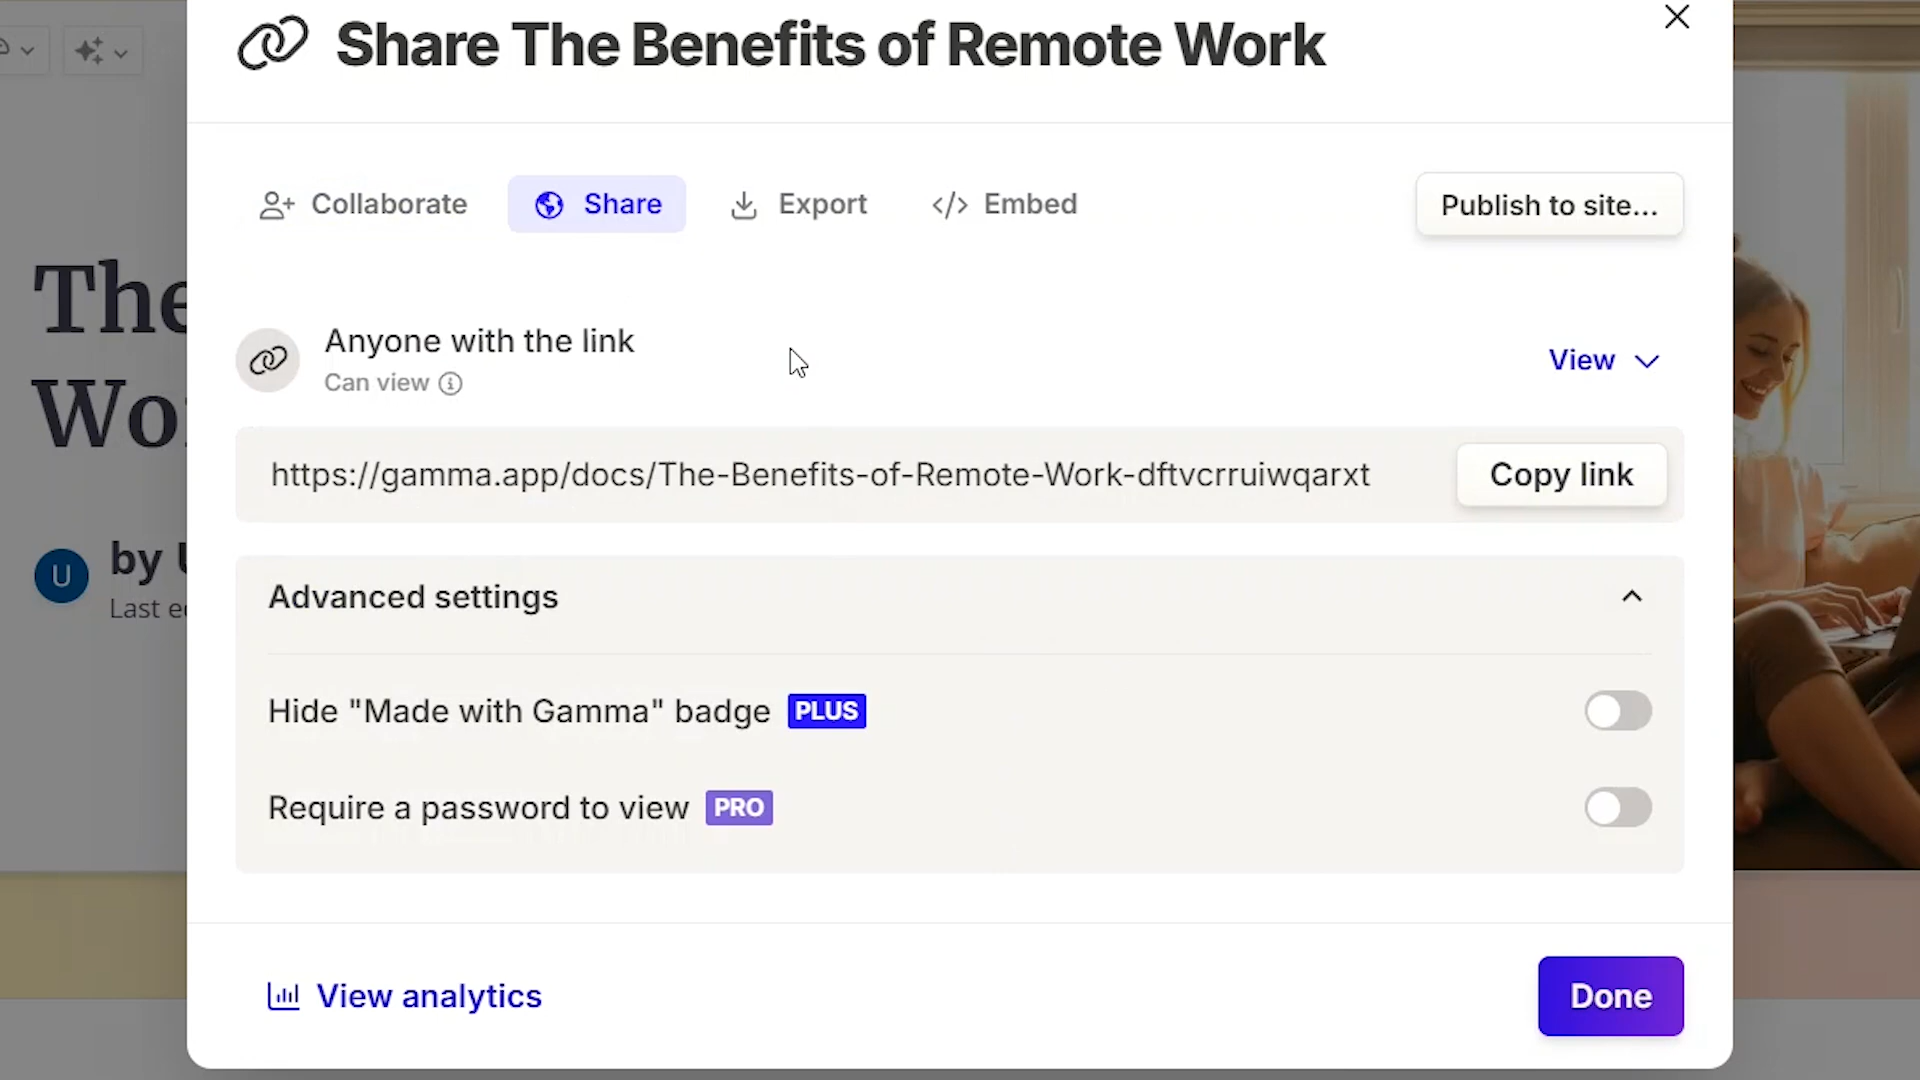 Share The Benefits of Remote Work
Collaborate
Share
Export
</> Embed
Publish to site...
The
Anyone with the link
Can view
View
https://gamma.app/docs/The-Benefits-of-Remote-Work-dftvcrruiwqarxt
Copy link
U
by
Last
Advanced settings
Hide "Made with Gamma" badge PLUS
Require a password to view PRO
View analytics
Done